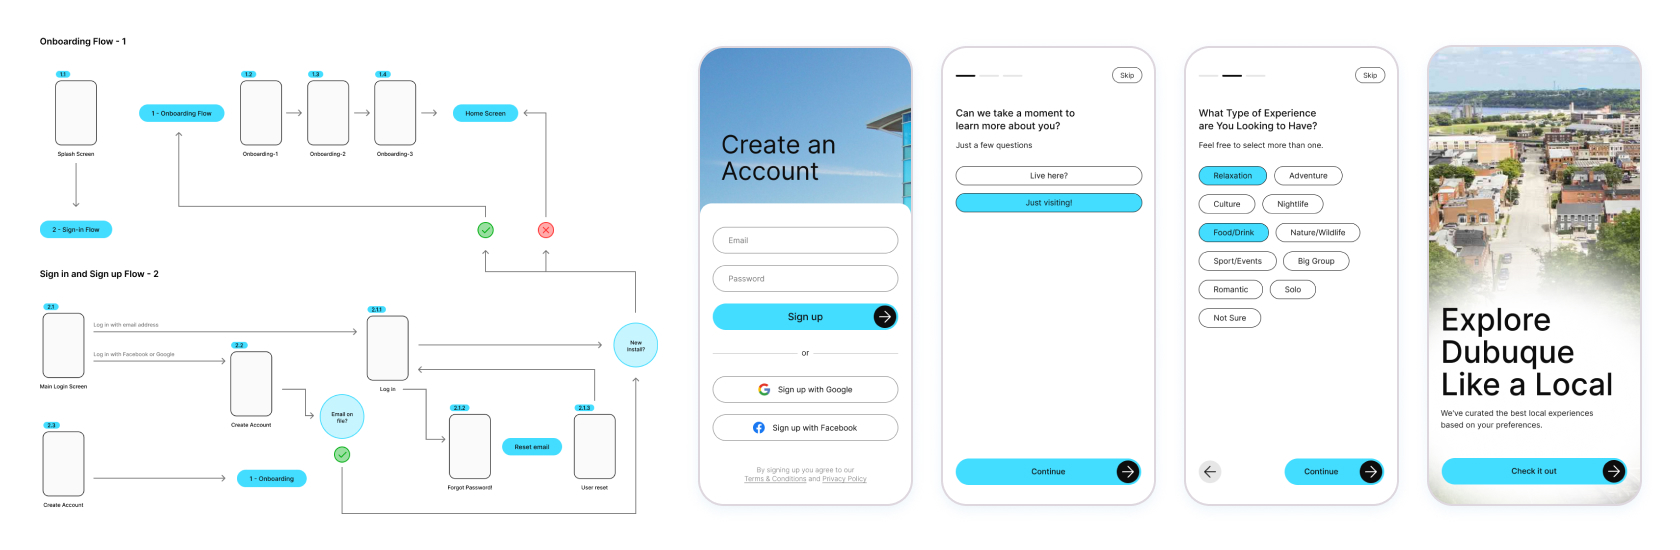 Onboarding Flow - 1
1.1
1.2
1.3
1.4
1 - Onboarding Flow
Home Screen
Splash Screen
Onboarding-1
Onboarding-2
Onboarding-3
2 - Sign-in Flow
Sign in and Sign up Flow - 2
2.1
Log in with email address
Log in with Facebook or Google
Main Login Screen
2.2
Create Account
2.1.1
Log in
New
install?
Email on
file?
2.1.2
Forgot Password!
Reset email
2.1.3
User reset
2.3
Create Account
1 - Onboarding
Create an
Account
Email
Password
Sign up
or
Sign up with Google
Sign up with Facebook
By signing up you agree to our
Terms & Conditions and Privacy Policy
Skip
Can we take a moment to
learn more about you?
Just a few questions
Live here?
Just visiting!
Continue
Skip
What Type of Experience
are You Looking to Have?
Feel free to select more than one.
Relaxation
Adventure
Culture
Nightlife
Food/Drink
Nature/Wildlife
Sport/Events
Big Group
Romantic
Solo
Not Sure
Continue
Explore
Dubuque
Like a Local
We've curated the best local experiences
based on your preferences.
Check it out